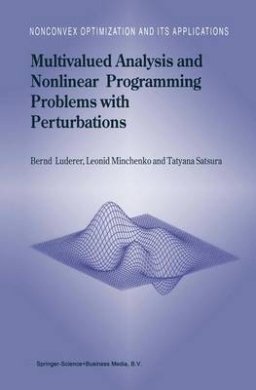 NONCONVEX OPTIMIZATION AND ITS APPLICATIONS
Multivalued Analysis and
Nonlinear Programming
Problems with
Perturbations
Bernd Luderer, Leonid Minchenko and Tatyana Satsura
Springer-Science+Business Media, B.V.